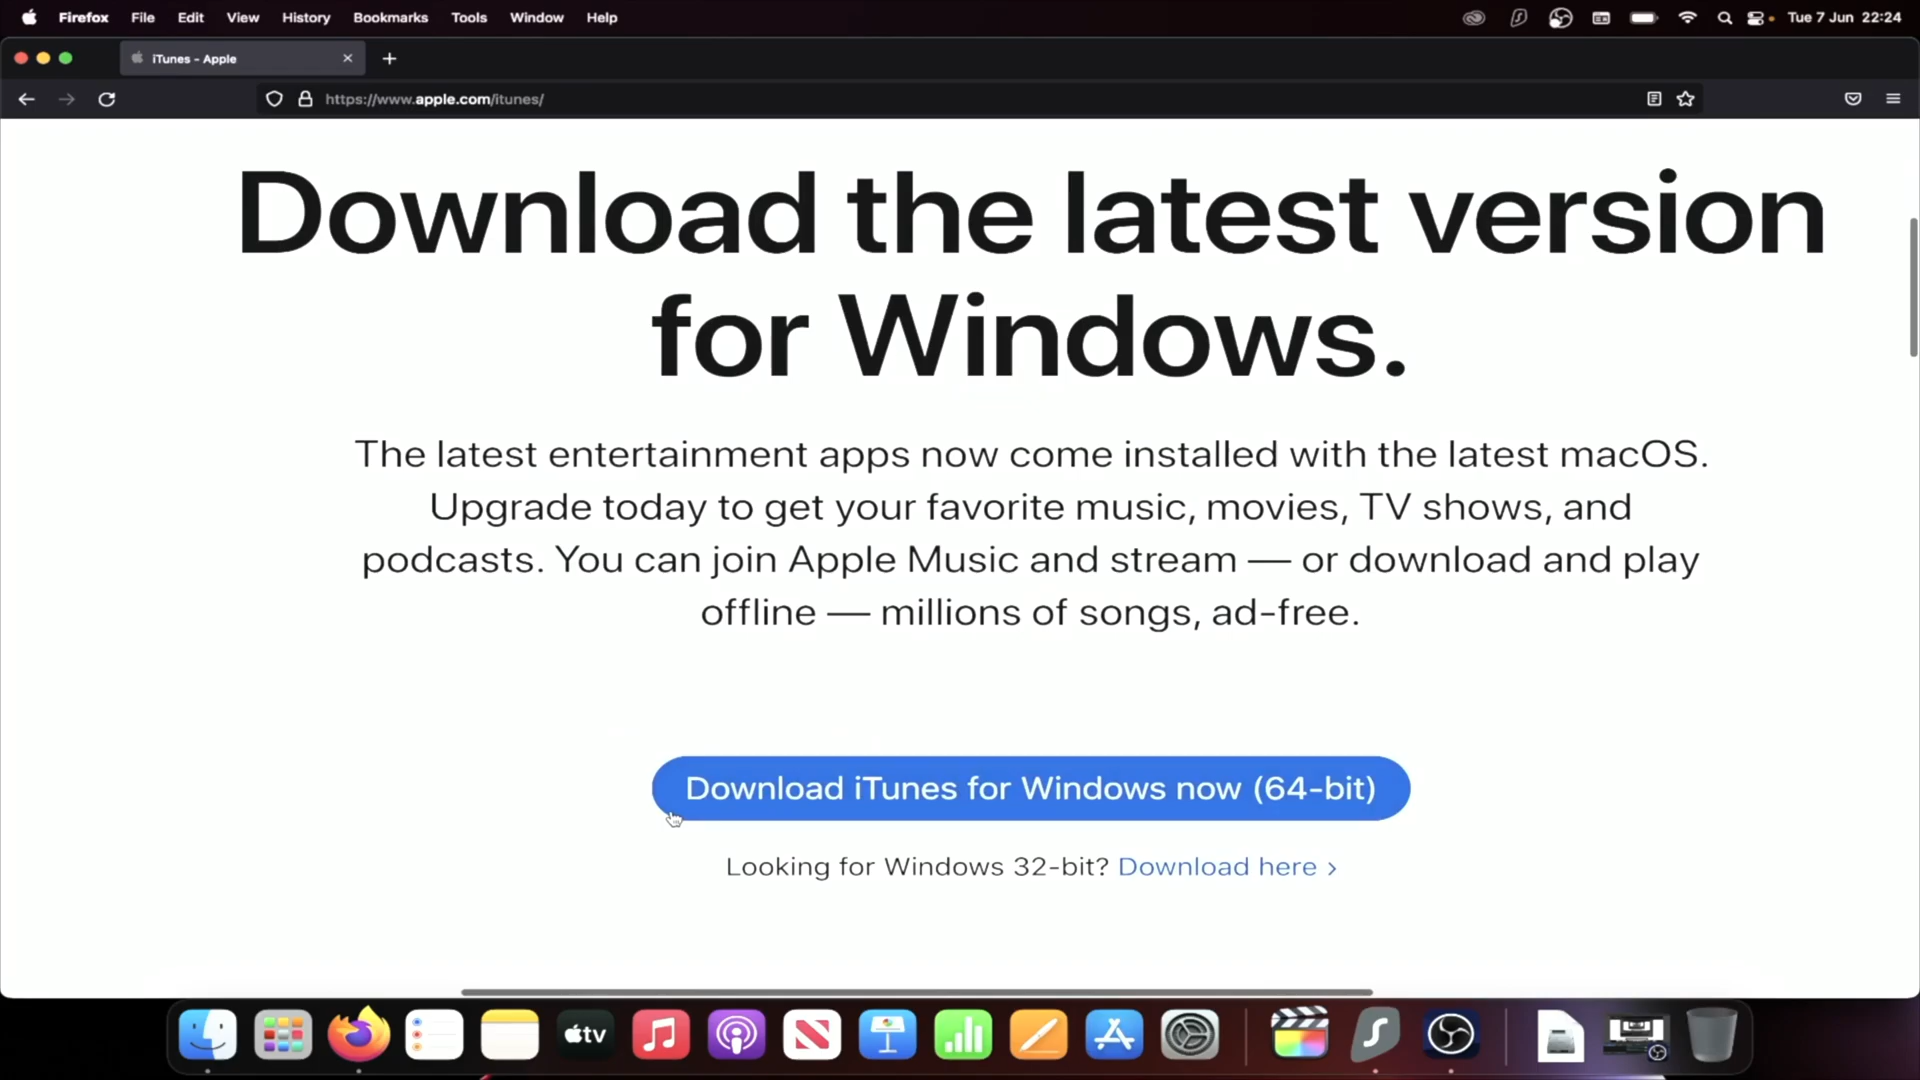 Firefox File Edit View History Bookmarks Tools Window Help Tue 7 Jun 22:24
iTunes - Apple
https://www.apple.com/itunes/
Download the latest version
for Windows.
The latest entertainment apps now come installed with the latest macOS.
Upgrade today to get your favorite music, movies, TV shows, and
podcasts. You can join Apple Music and stream — or download and play
offline — millions of songs, ad-free.
Download iTunes for Windows now (64-bit)
Looking for Windows 32-bit? Download here ›
tv